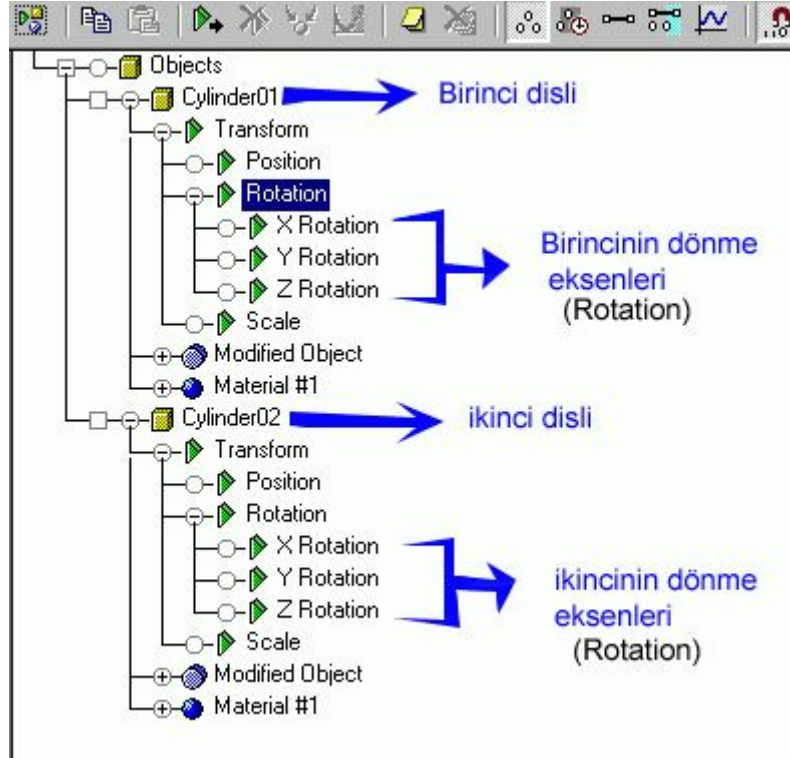 Objects
Cylinder01 Birinci disli
Transform
Position
Rotation
X Rotation
Y Rotation
Z Rotation
Birincinin dönme
eksenleri
(Rotation)
Scale
Modified Object
Material #1
Cylinder02 ikinci disli
Transform
Position
Rotation
X Rotation
Y Rotation
Z Rotation
ikincinin dönme
eksenleri
(Rotation)
Scale
Modified Object
Material #1